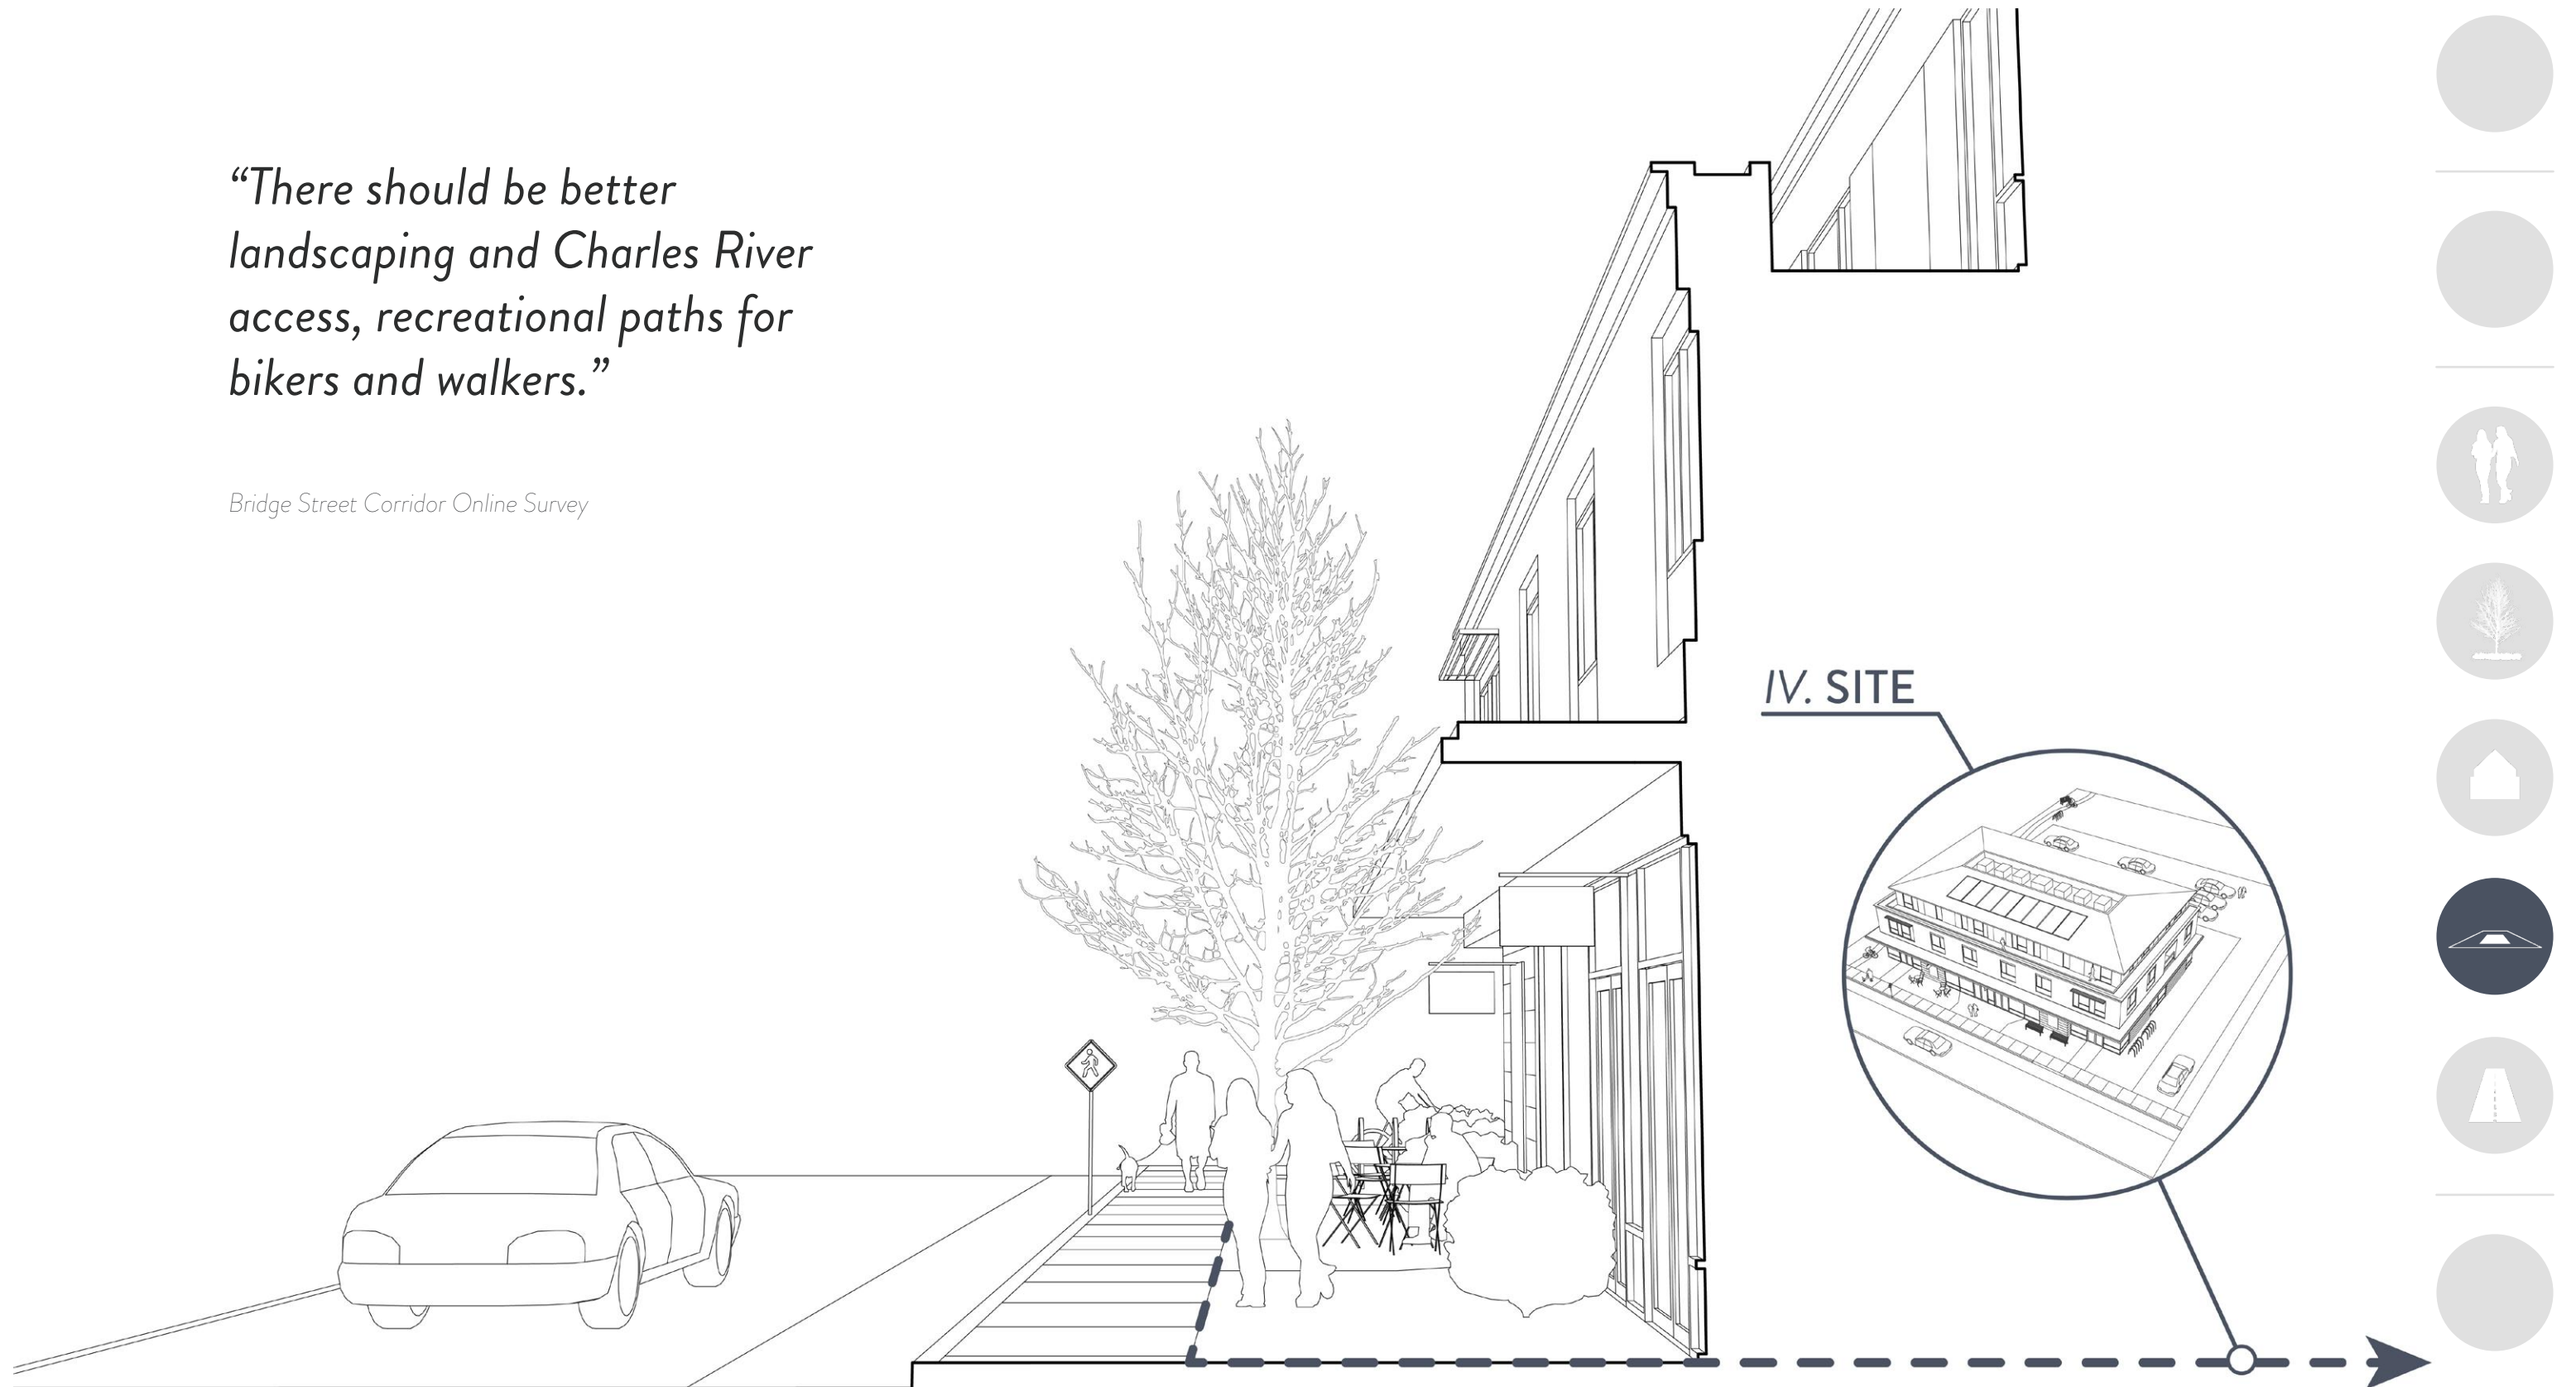 “There should be better
landscaping and Charles River
access, recreational paths for
bikers and walkers.”
Bridge Street Corridor Online Survey
IV. SITE